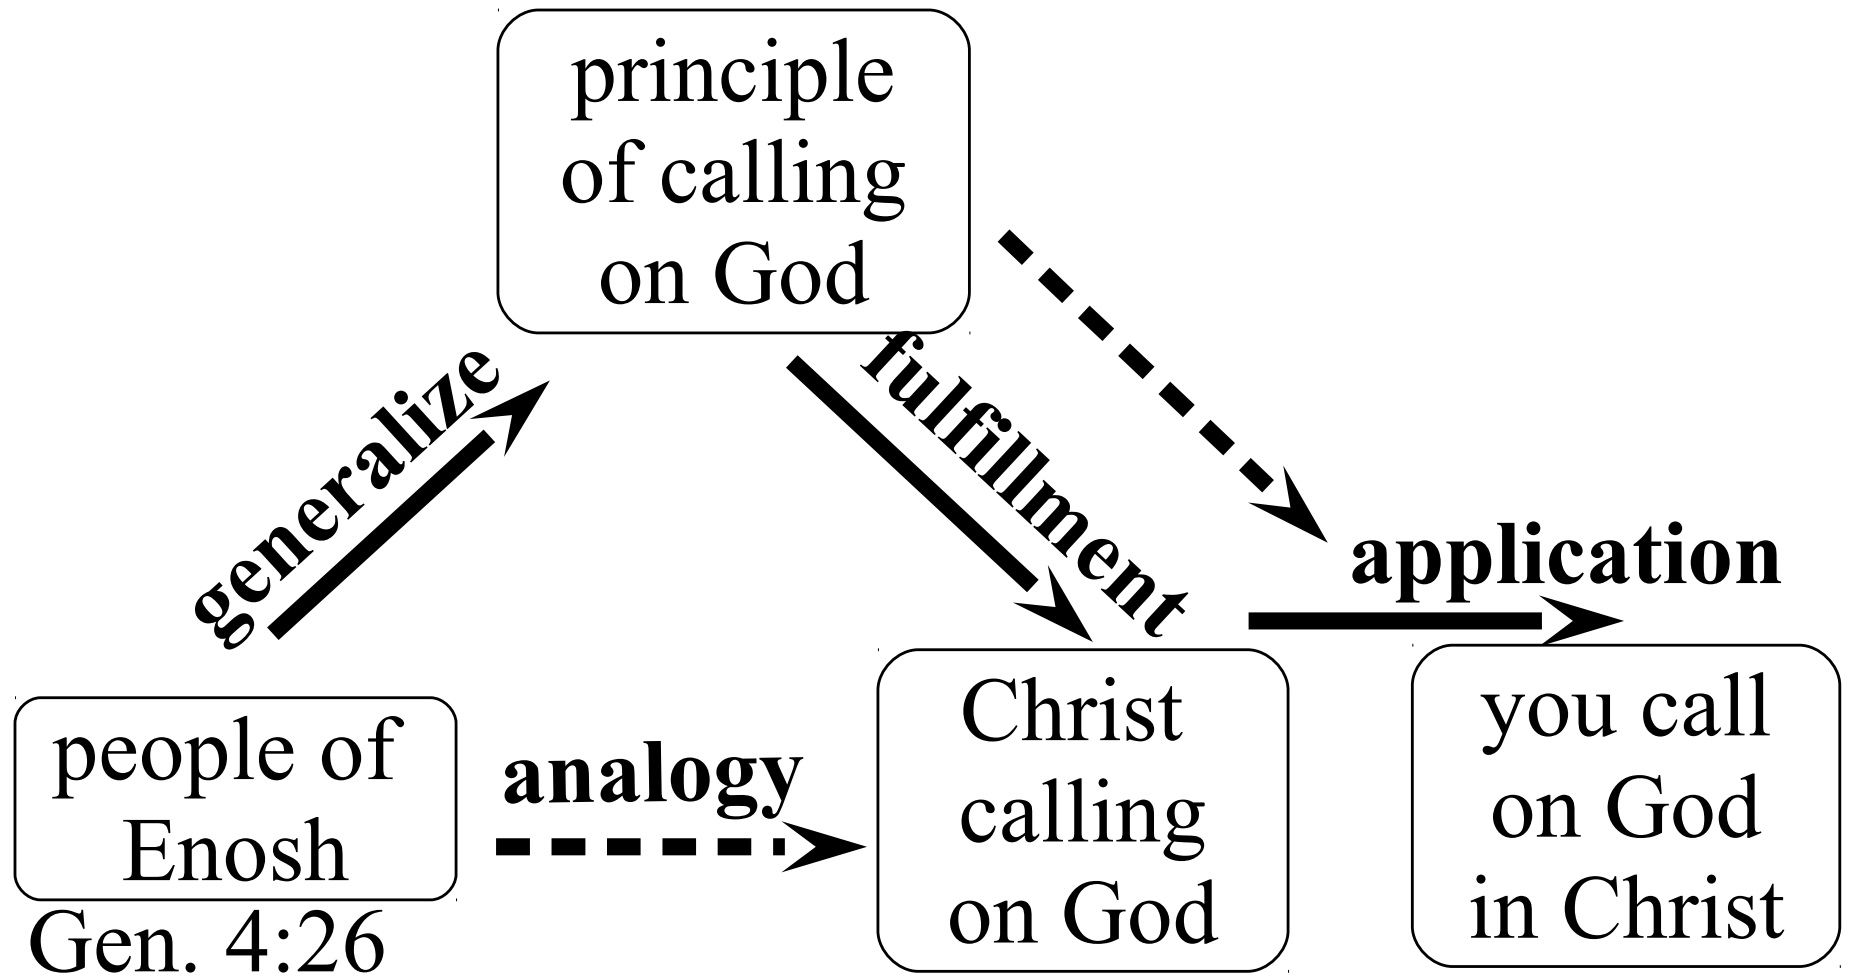 principle
of calling
on God
generalize
fulfillment
application
people of
Enosh
Gen. 4:26
analogy
Christ
calling
on God
you call
on God
in Christ